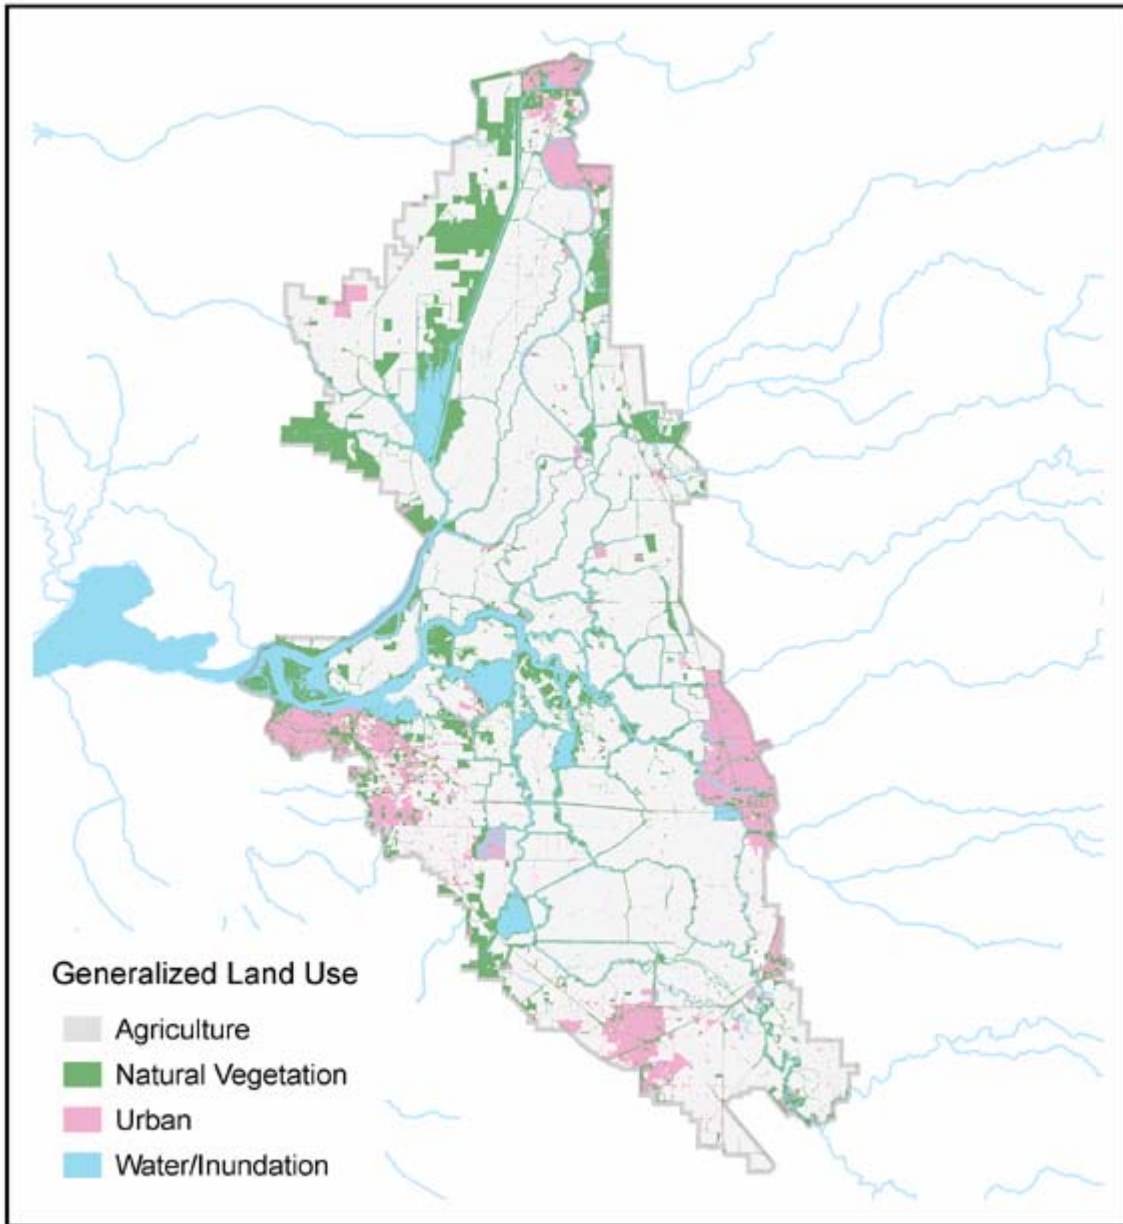 Generalized Land Use
Agriculture
Natural Vegetation
Urban
Water/Inundation